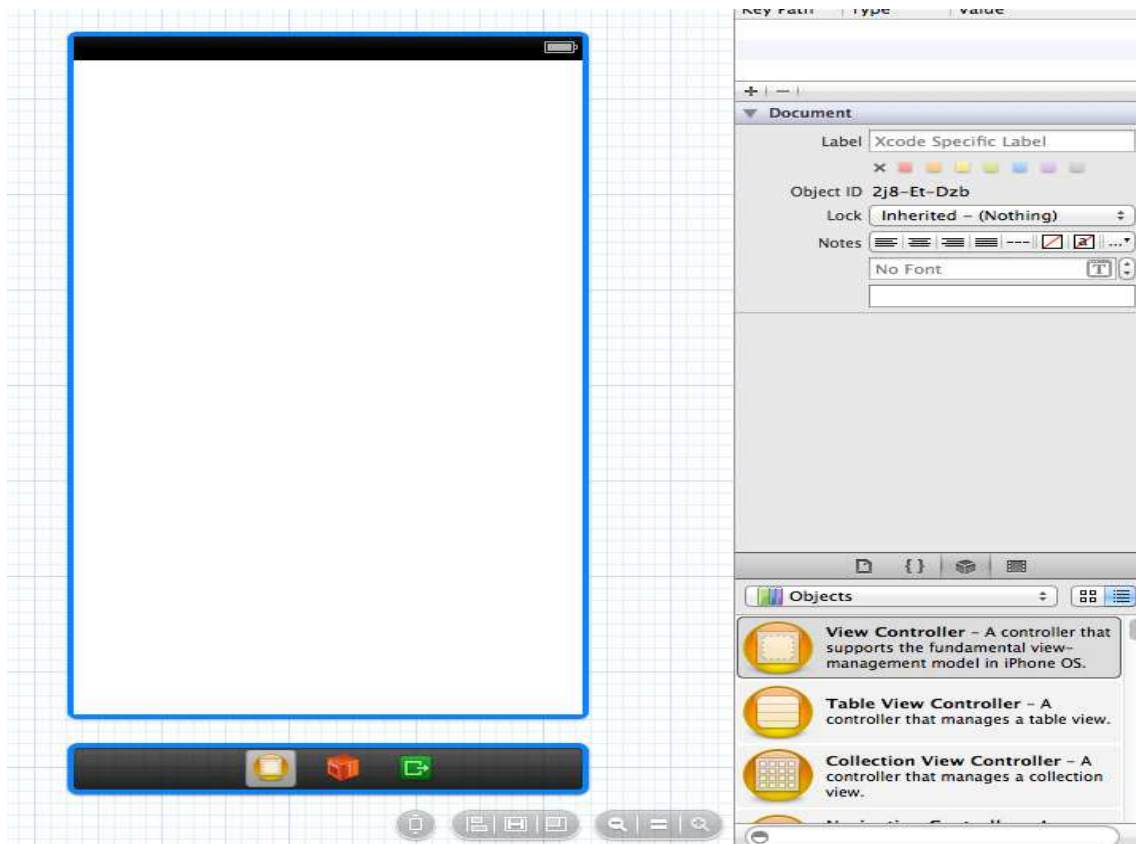 Key Path Type Value
Document
Label Xcode Specific Label
Object ID 2j8-Et-Dzb
Lock Inherited - (Nothing)
Notes
No Font
Objects
View Controller - A controller that
supports the fundamental view-
management model in iPhone OS.
Table View Controller - A
controller that manages a table view.
Collection View Controller - A
controller that manages a collection
view.